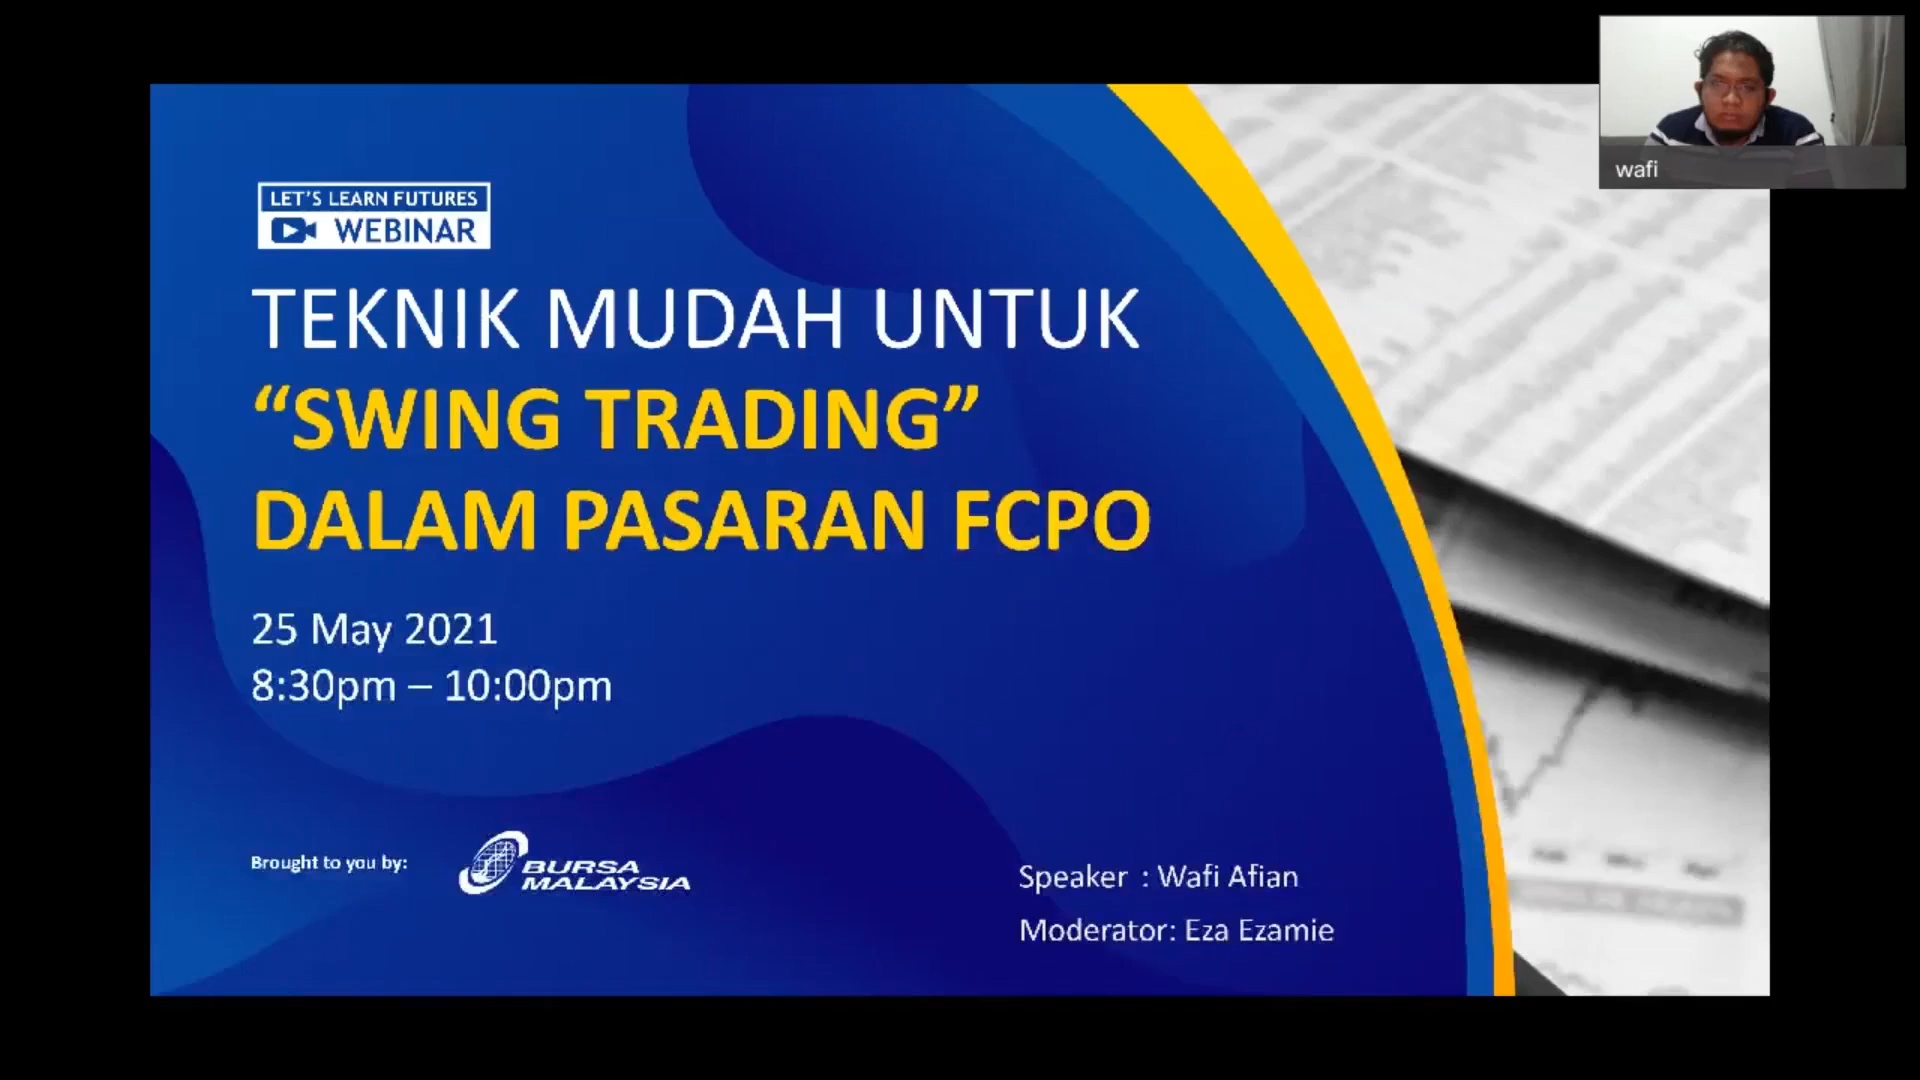 wafi
LET'S LEARN FUTURES
WEBINAR
TEKNIK MUDAH UNTUK
“SWING TRADING”
DALAM PASARAN FCPO
25 May 2021
8:30pm – 10:00pm
Brought to you by:
BURSA
MALAYSIA
Speaker : Wafi Afian
Moderator: Eza Ezamie